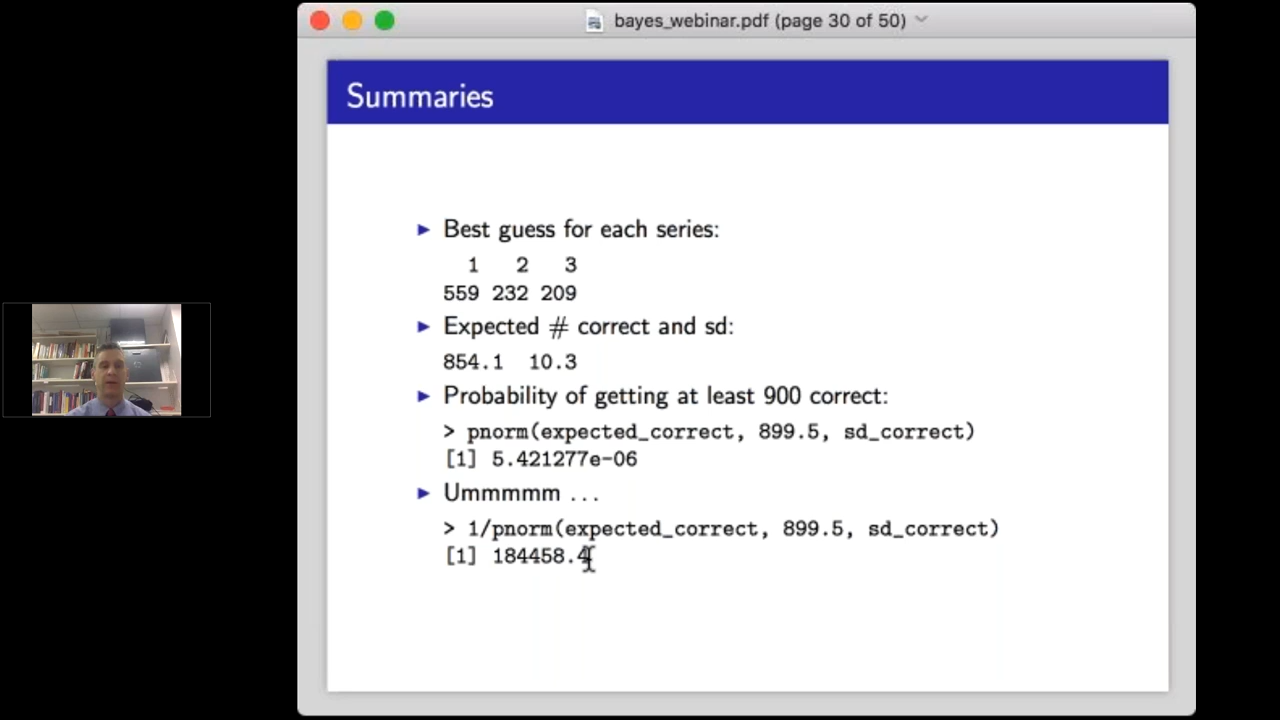 bayes_webinar.pdf (page 30 of 50)
Summaries
Best guess for each series:
1 2 3
559 232 209
Expected # correct and sd:
854.1 10.3
Probability of getting at least 900 correct:
> pnorm(expected_correct, 899.5, sd_correct)
[1] 5.421277e-06
Ummmmm ...
> 1/pnorm(expected_correct, 899.5, sd_correct)
[1] 184458.4